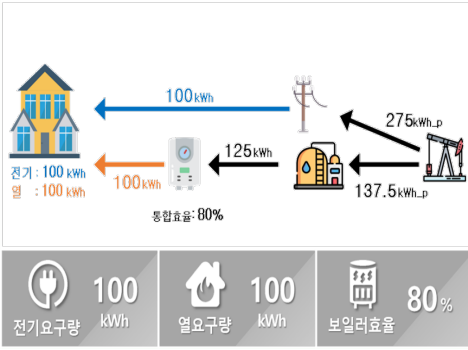 100kWh
275kWh_p
전기 : 100 kWh
열 : 100 kWh
100kWh
125kWh
137.5kWh_p
통합효율: 80%
전기요구량
100
kWh
열요구량
100
kWh
보일러효율
80%